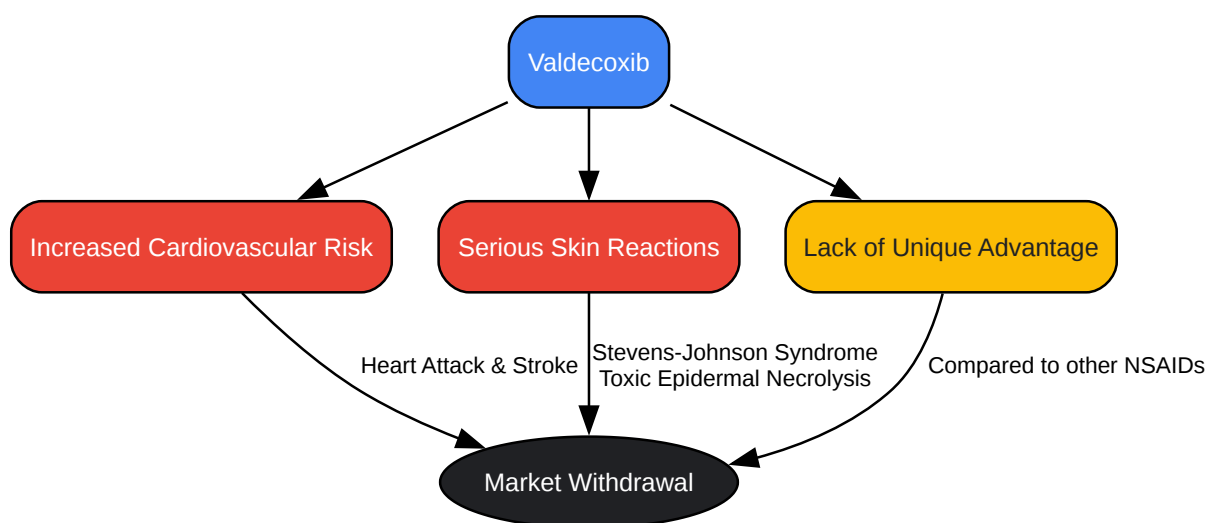 Valdecoxib
Increased Cardiovascular Risk
Serious Skin Reactions
Lack of Unique Advantage
Heart Attack & Stroke
Stevens-Johnson Syndrome
Toxic Epidermal Necrolysis
Compared to other NSAIDs
Market Withdrawal